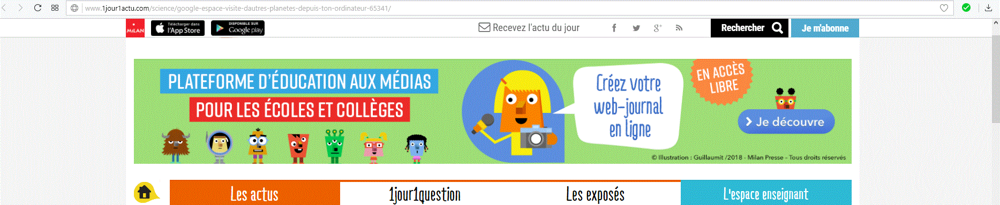 www.1jour1actu.com/science/google-espace-visite-dautres-planetes-depuis-ton-ordinateur-65341/
MiLAN
Télécharger dans
l'App Store
DISPONIBLE SUR
Google play
Recevez l'actu du jour
f
g+
Rechercher
Je m'abonne
PLATEFORME D'ÉDUCATION AUX MÉDIAS
POUR LES ÉCOLES ET COLLÈGES
Créez votre
web-journal
en ligne
EN ACCÈS
LIBRE
Je découvre
© Illustration : Guillaumit /2018 - Milan Presse - Tous droits réservés
Les actus
1jour1question
Les exposés
L'espace enseignant